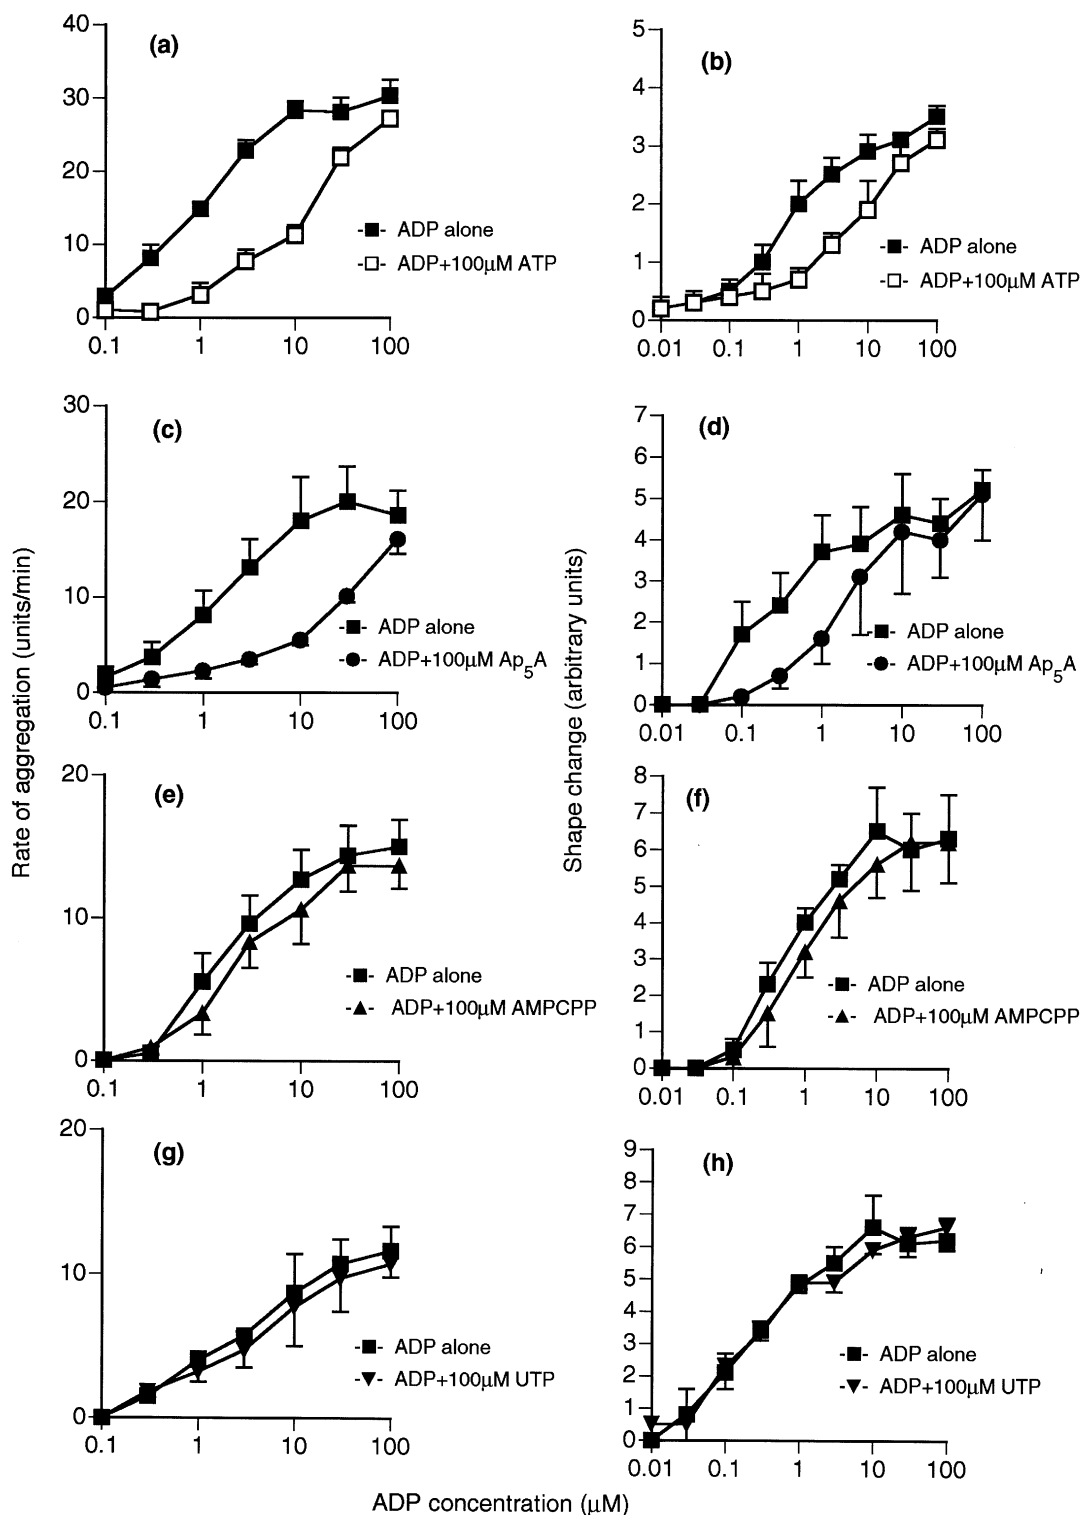 (a)
40
30
20
10
0
0.1 1 10 100
-■- ADP alone
-□- ADP+100μM ATP
(b)
5
4
3
2
1
0
0.01 0.1 1 10 100
-■- ADP alone
-□- ADP+100μM ATP
(c)
30
20
10
0
0.1 1 10 100
-■- ADP alone
-●- ADP+100μM Ap5A
(d)
7
6
5
4
3
2
1
0
0.01 0.1 1 10 100
-■- ADP alone
-●- ADP+100μM Ap5A
Rate of aggregation (units/min)
Shape change (arbitrary units)
(e)
20
10
0
0.1 1 10 100
-■- ADP alone
-▲- ADP+100μM AMPCPP
(f)
8
7
6
5
4
3
2
1
0
0.01 0.1 1 10 100
-■- ADP alone
-▲- ADP+100μM AMPCPP
(g)
20
10
0
0.1 1 10 100
-■- ADP alone
-▼- ADP+100μM UTP
(h)
9
8
7
6
5
4
3
2
1
0
0.01 0.1 1 10 100
-■- ADP alone
-▼- ADP+100μM UTP
ADP concentration (μM)